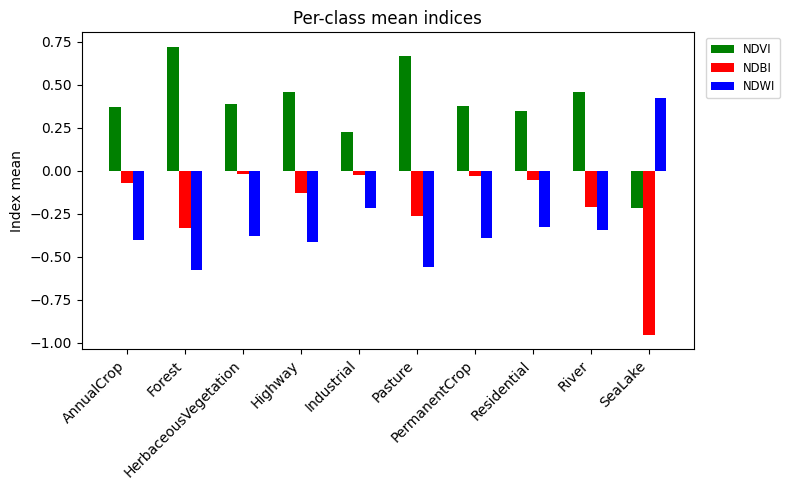 Per-class mean indices
NDVI
NDBI
NDWI
Index mean
0.75
0.50
0.25
0.00
−0.25
−0.50
−0.75
−1.00
AnnualCrop
Forest
HerbaceousVegetation
Highway
Industrial
Pasture
PermanentCrop
Residential
River
SeaLake